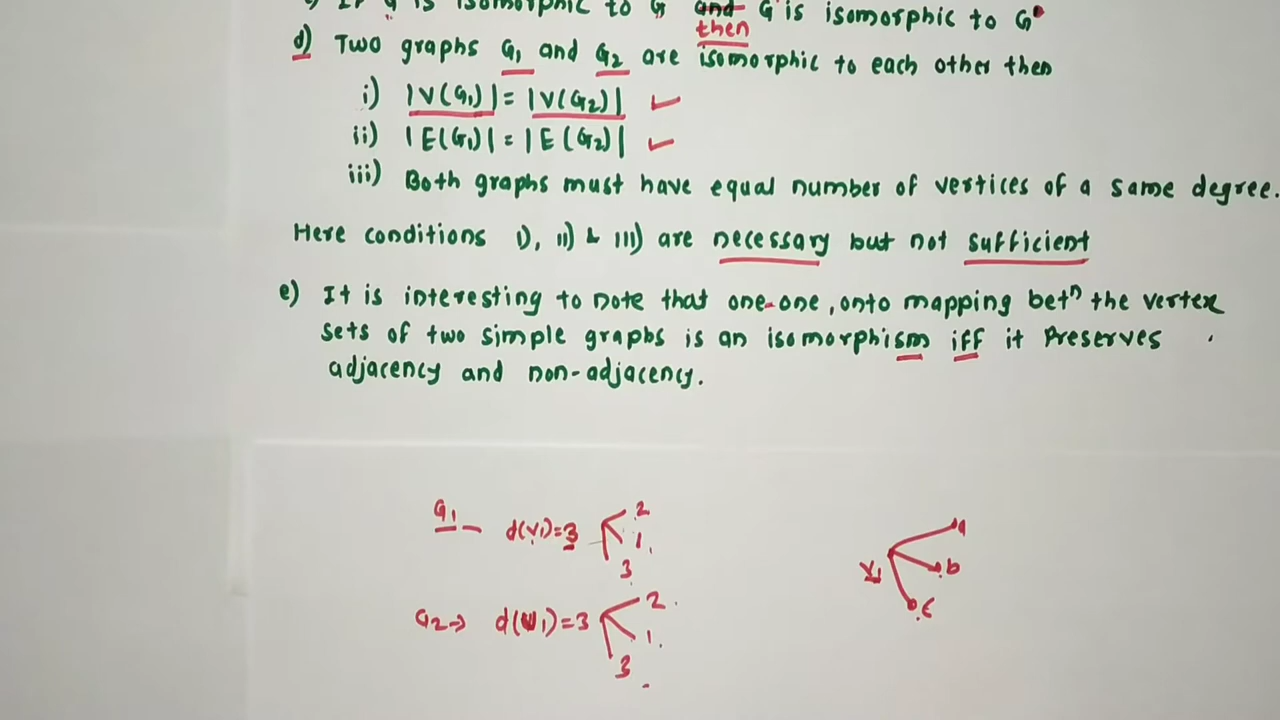 G is isomorphic to G and G is isomorphic to G
then
d) Two graphs G1 and G2 are isomorphic to each other then
i) |V(G1)| = |V(G2)| ✓
ii) |E(G1)| = |E(G2)| ✓
iii) Both graphs must have equal number of vertices of a same degree.
Here conditions i), ii) & iii) are necessary but not sufficient
e) It is interesting to note that one-one, onto mapping betn the vertex
sets of two simple graphs is an isomorphism iff it preserves
adjacency and non-adjacency.
G1 – d(v1)=3 2
1
3
G2 → d(u1)=3 2
1
3
a
v1 b
c